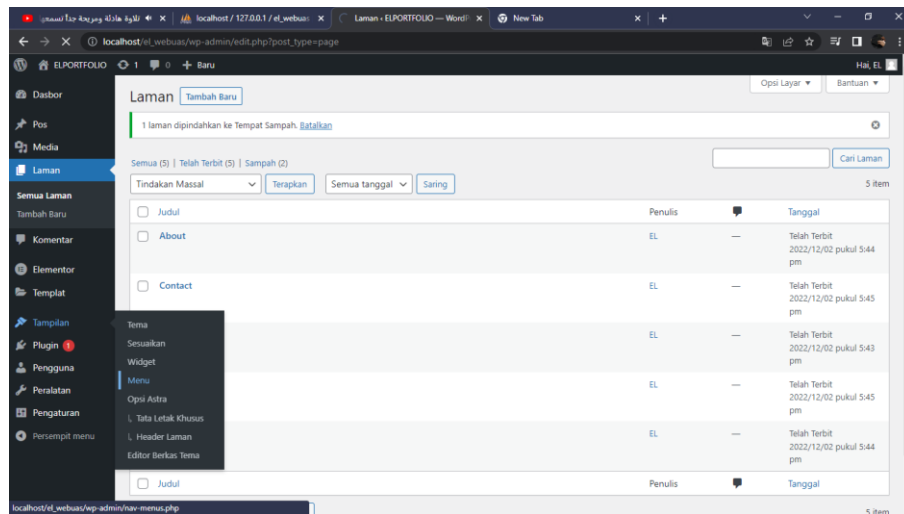 تلاوة هادئة ومريحة جداً تسمعها
localhost / 127.0.0.1 / el_webuas
Laman ‹ ELPORTFOLIO — WordP
New Tab
localhost/el_webuas/wp-admin/edit.php?post_type=page
ELPORTFOLIO 1 0 + Baru
Hai, EL
Dasbor
Pos
Media
Laman
Semua Laman
Tambah Baru
Komentar
Elementor
Templat
Tampilan
Plugin 1
Pengguna
Peralatan
Pengaturan
Persempit menu
Tema
Sesuaikan
Widget
Menu
Opsi Astra
Tata Letak Khusus
Header Laman
Editor Berkas Tema
Opsi Layar ▼ Bantuan ▼
Laman Tambah Baru
1 laman dipindahkan ke Tempat Sampah. Batalkan
Semua (5) | Telah Terbit (5) | Sampah (2)
Cari Laman
Tindakan Massal Terapkan Semua tanggal Saring
5 item
Judul Penulis Tanggal
About EL — Telah Terbit
2022/12/02 pukul 5:44
pm
Contact EL — Telah Terbit
2022/12/02 pukul 5:45
pm
EL — Telah Terbit
2022/12/02 pukul 5:43
pm
EL — Telah Terbit
2022/12/02 pukul 5:45
pm
EL — Telah Terbit
2022/12/02 pukul 5:44
pm
Judul Penulis Tanggal
5 item
localhost/el_webuas/wp-admin/nav-menus.php